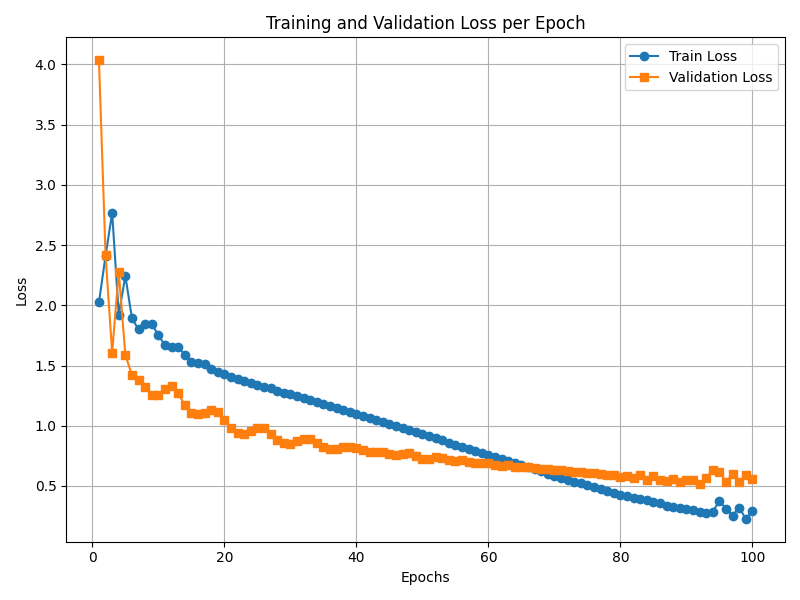 Training and Validation Loss per Epoch
Train Loss
Validation Loss
4.0
3.5
3.0
2.5
2.0
1.5
1.0
0.5
Loss
0 20 40 60 80 100
Epochs